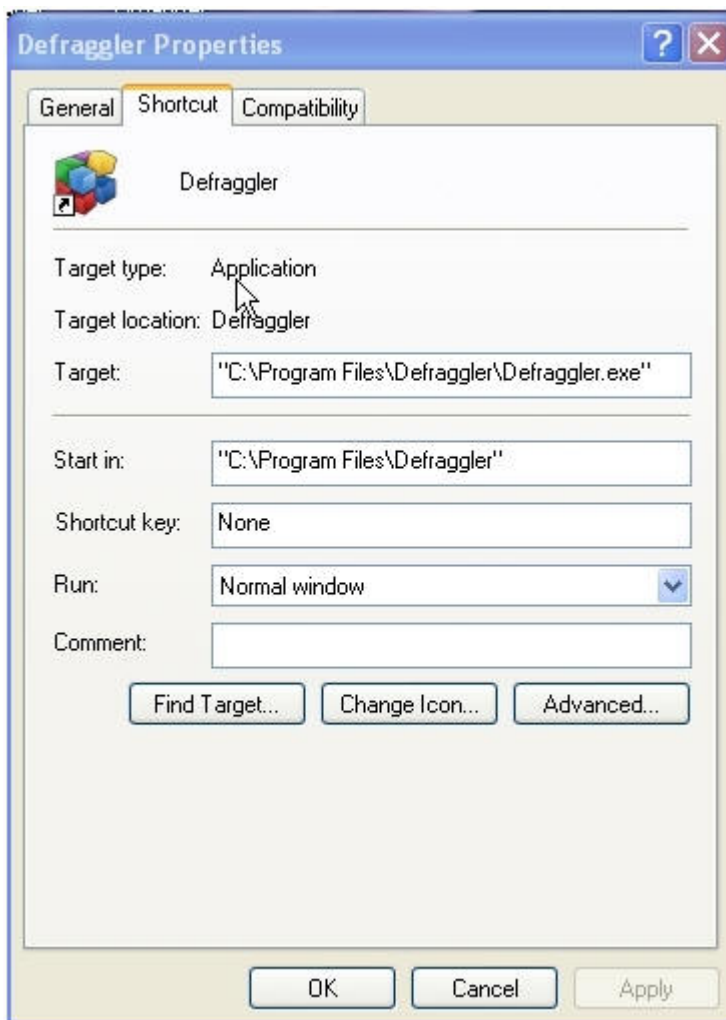 Defraggler Properties
General Shortcut Compatibility
Defraggler
Target type: Application
Target location: Defraggler
Target: "C:\Program Files\Defraggler\Defraggler.exe"
Start in: "C:\Program Files\Defraggler"
Shortcut key: None
Run: Normal window
Comment:
Find Target... Change Icon... Advanced...
OK Cancel Apply